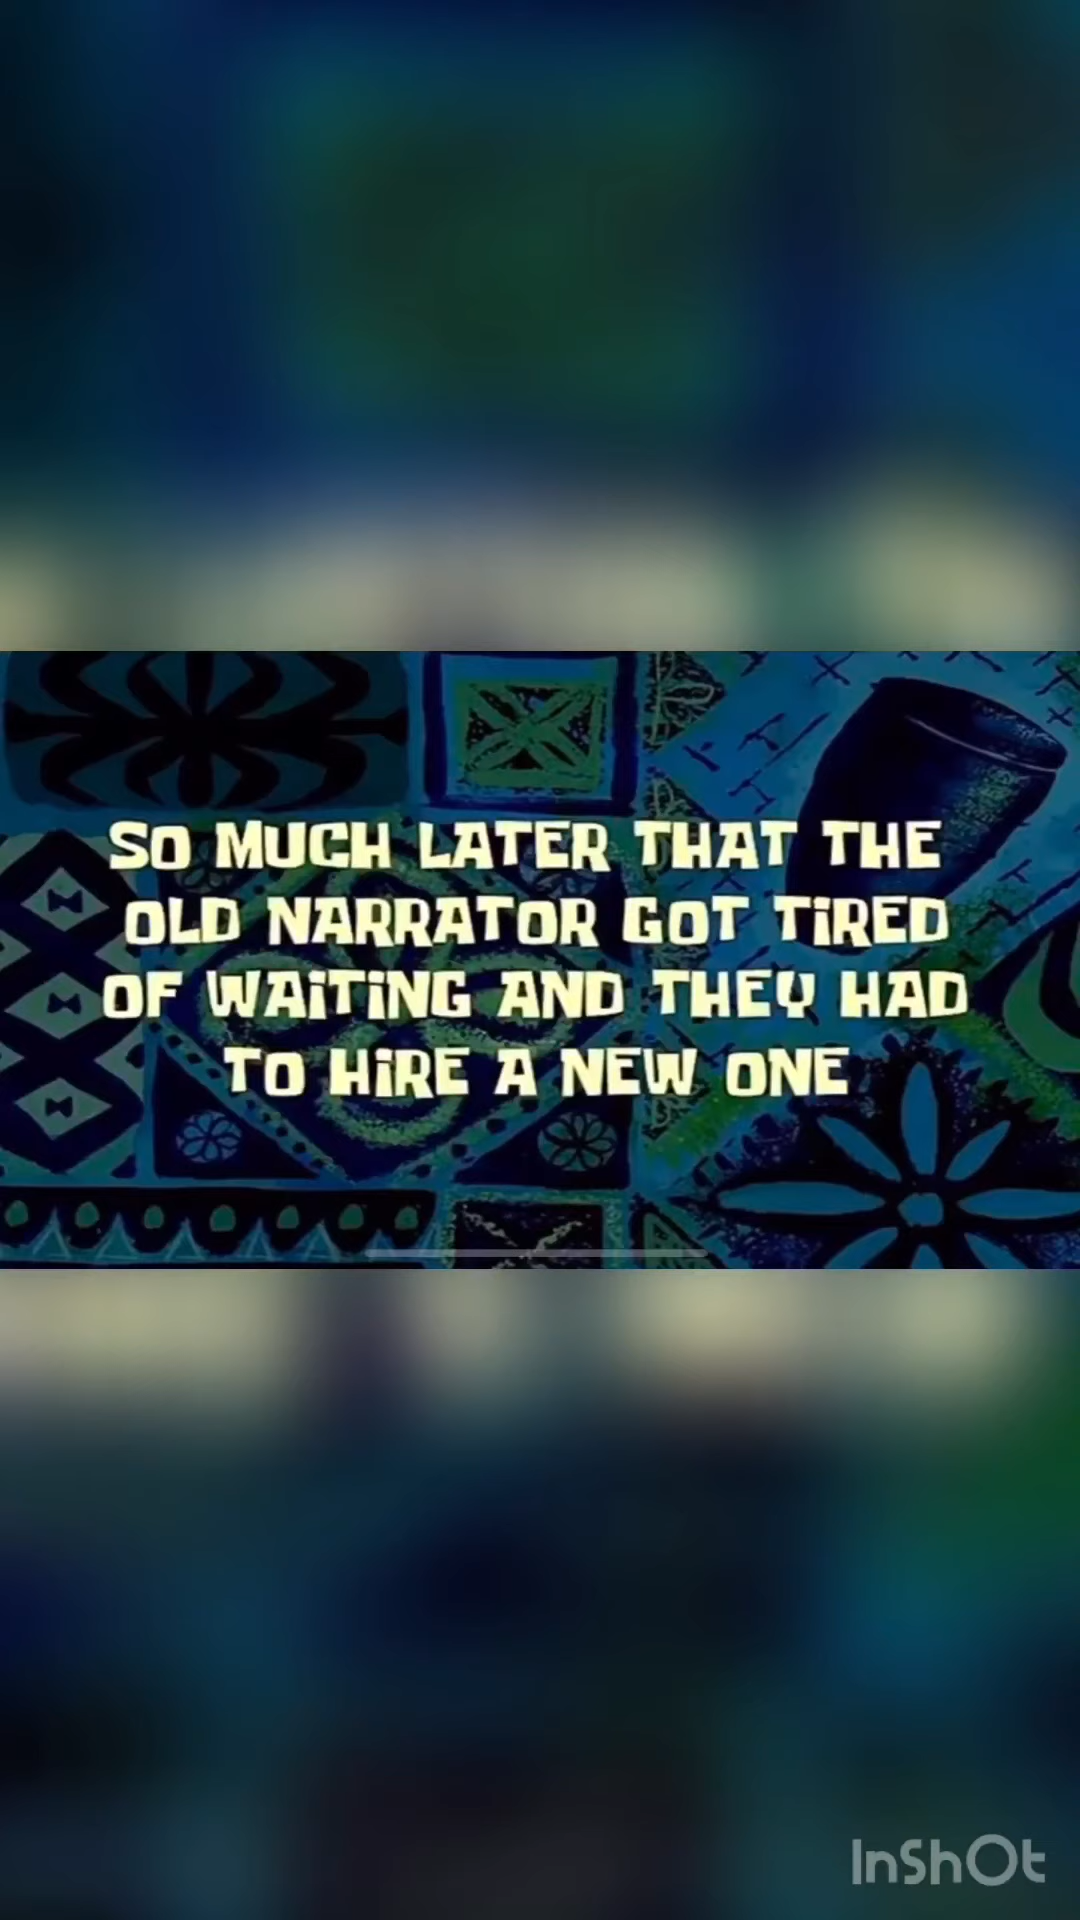 SO MUCH LATER THAT THE
OLD NARRATOR GOT TiRED
OF WAiTiNG AND THEY HAD
TO HiRE A NEW ONE
InShOt